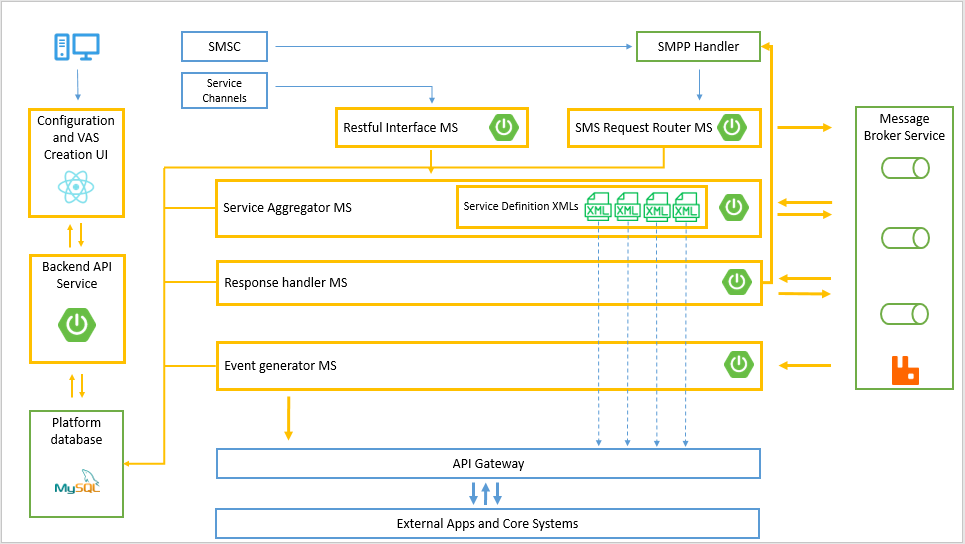 SMSC
SMPP Handler
Service
Channels
Configuration
and VAS
Creation UI
Restful Interface MS
SMS Request Router MS
Message
Broker Service
Service Aggregator MS
Service Definition XMLs
XML
XML
XML
XML
Backend API
Service
Response handler MS
Event generator MS
Platform
database
MySQL
API Gateway
External Apps and Core Systems